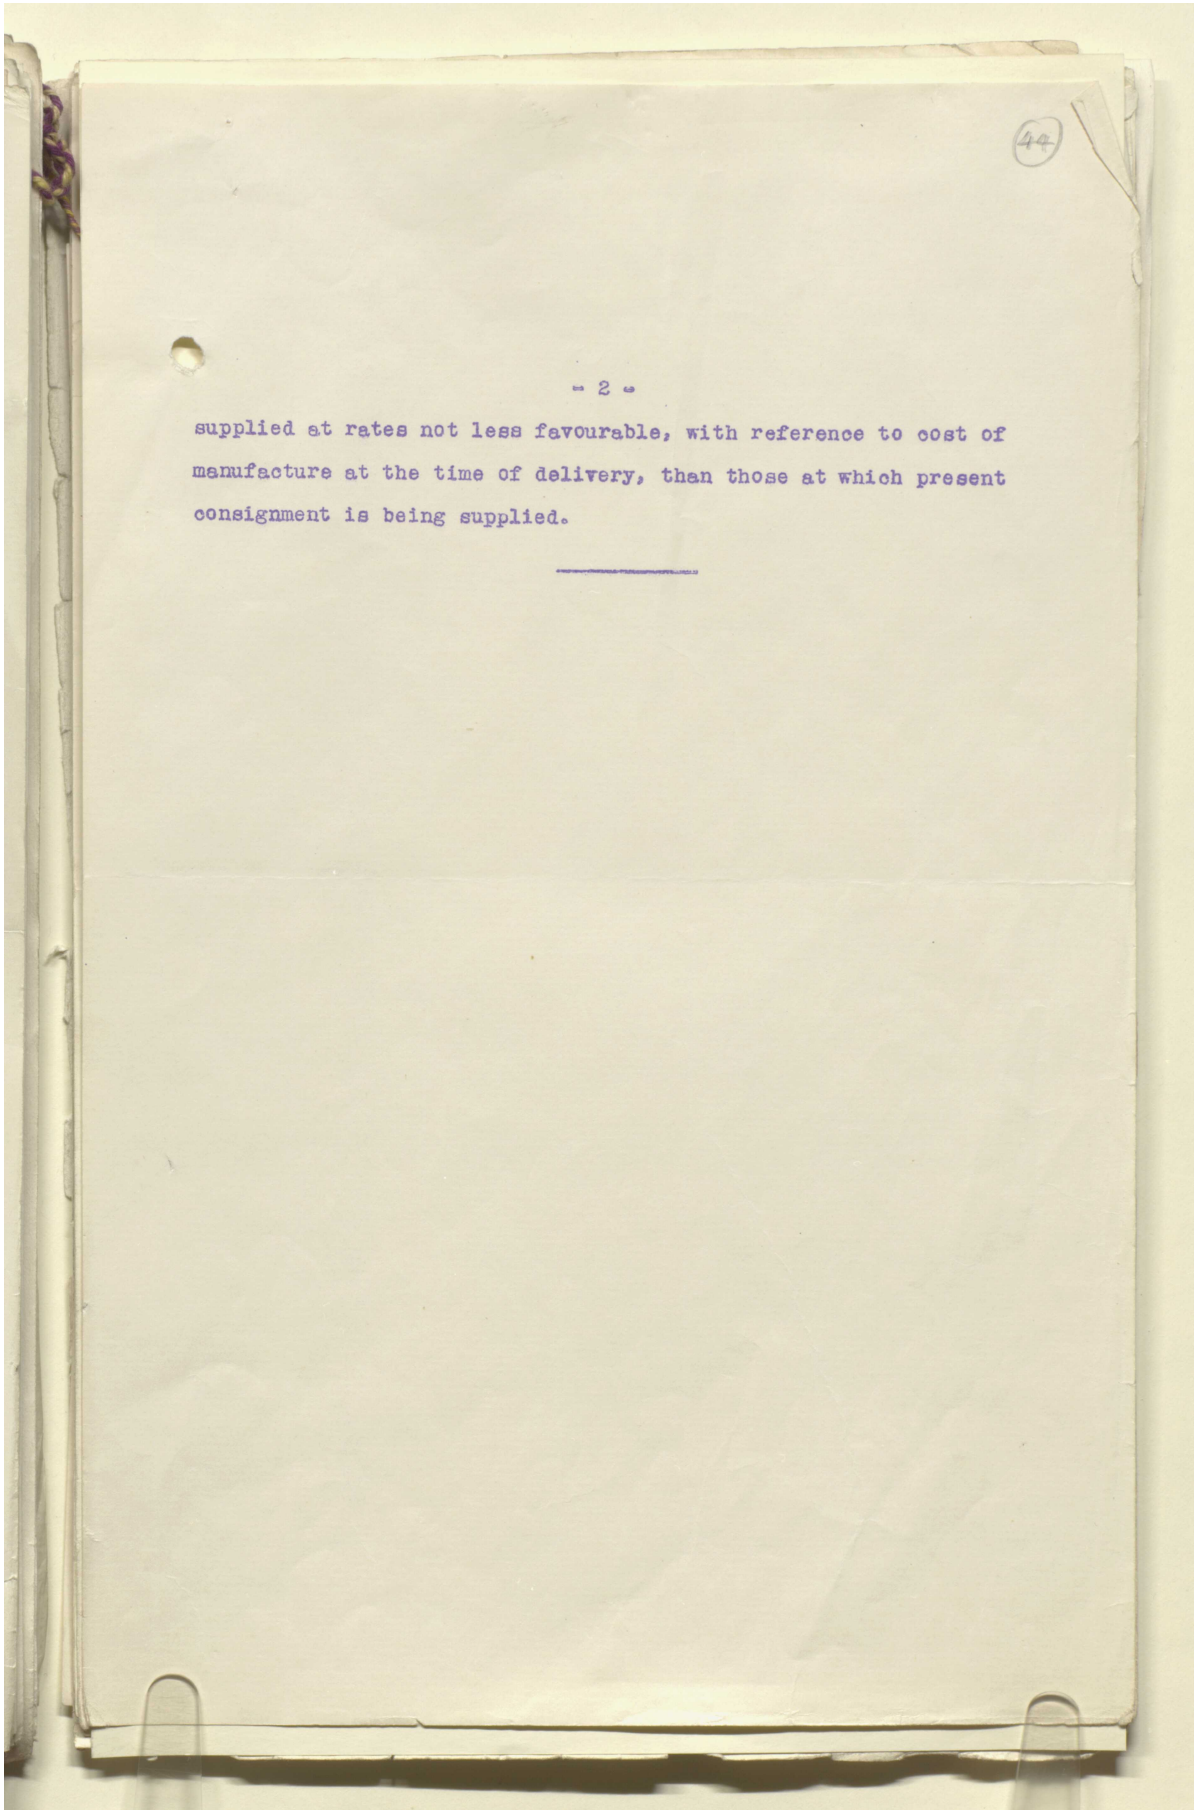 44
- 2 -
supplied at rates not less favourable, with reference to cost of
manufacture at the time of delivery, than those at which present
consignment is being supplied.